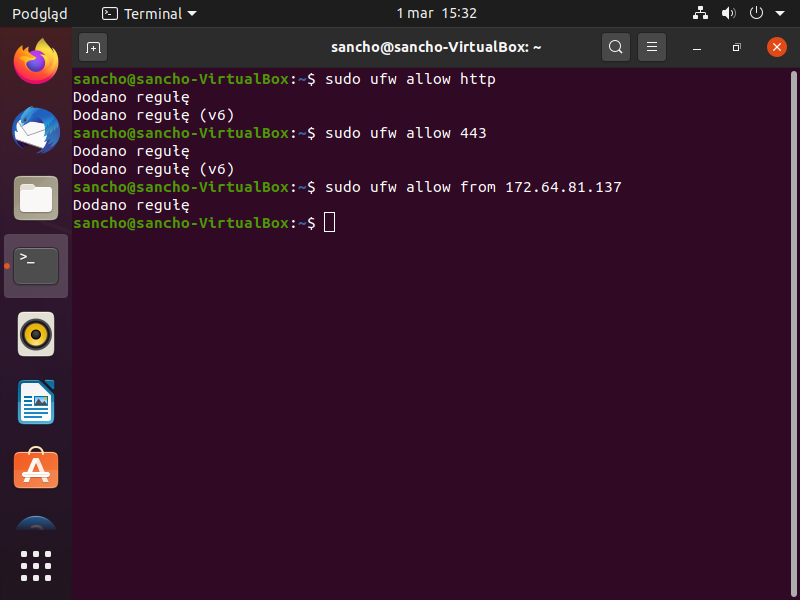 Podgląd
Terminal
1 mar 15:32
sancho@sancho-VirtualBox: ~
sancho@sancho-VirtualBox:~$ sudo ufw allow http
Dodano regułę
Dodano regułę (v6)
sancho@sancho-VirtualBox:~$ sudo ufw allow 443
Dodano regułę
Dodano regułę (v6)
sancho@sancho-VirtualBox:~$ sudo ufw allow from 172.64.81.137
Dodano regułę
sancho@sancho-VirtualBox:~$